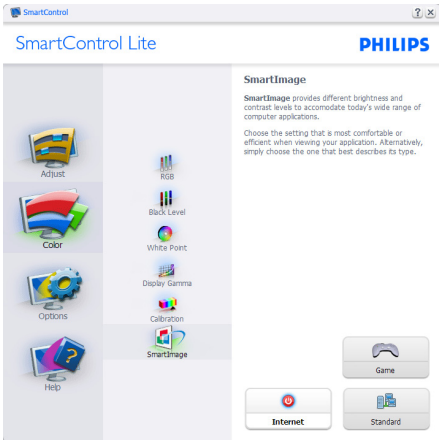 SmartControl
? ×
SmartControl Lite
PHILIPS
Adjust
Color
Options
Help
RGB
Black Level
White Point
Display Gamma
Calibration
SmartImage
SmartImage
SmartImage provides different brightness and
contrast levels to accomodate today's wide range of
computer applications.
Choose the setting that is most comfortable or
efficient when viewing your application. Alternatively,
simply choose the one that best describes its type.
Game
Internet
Standard